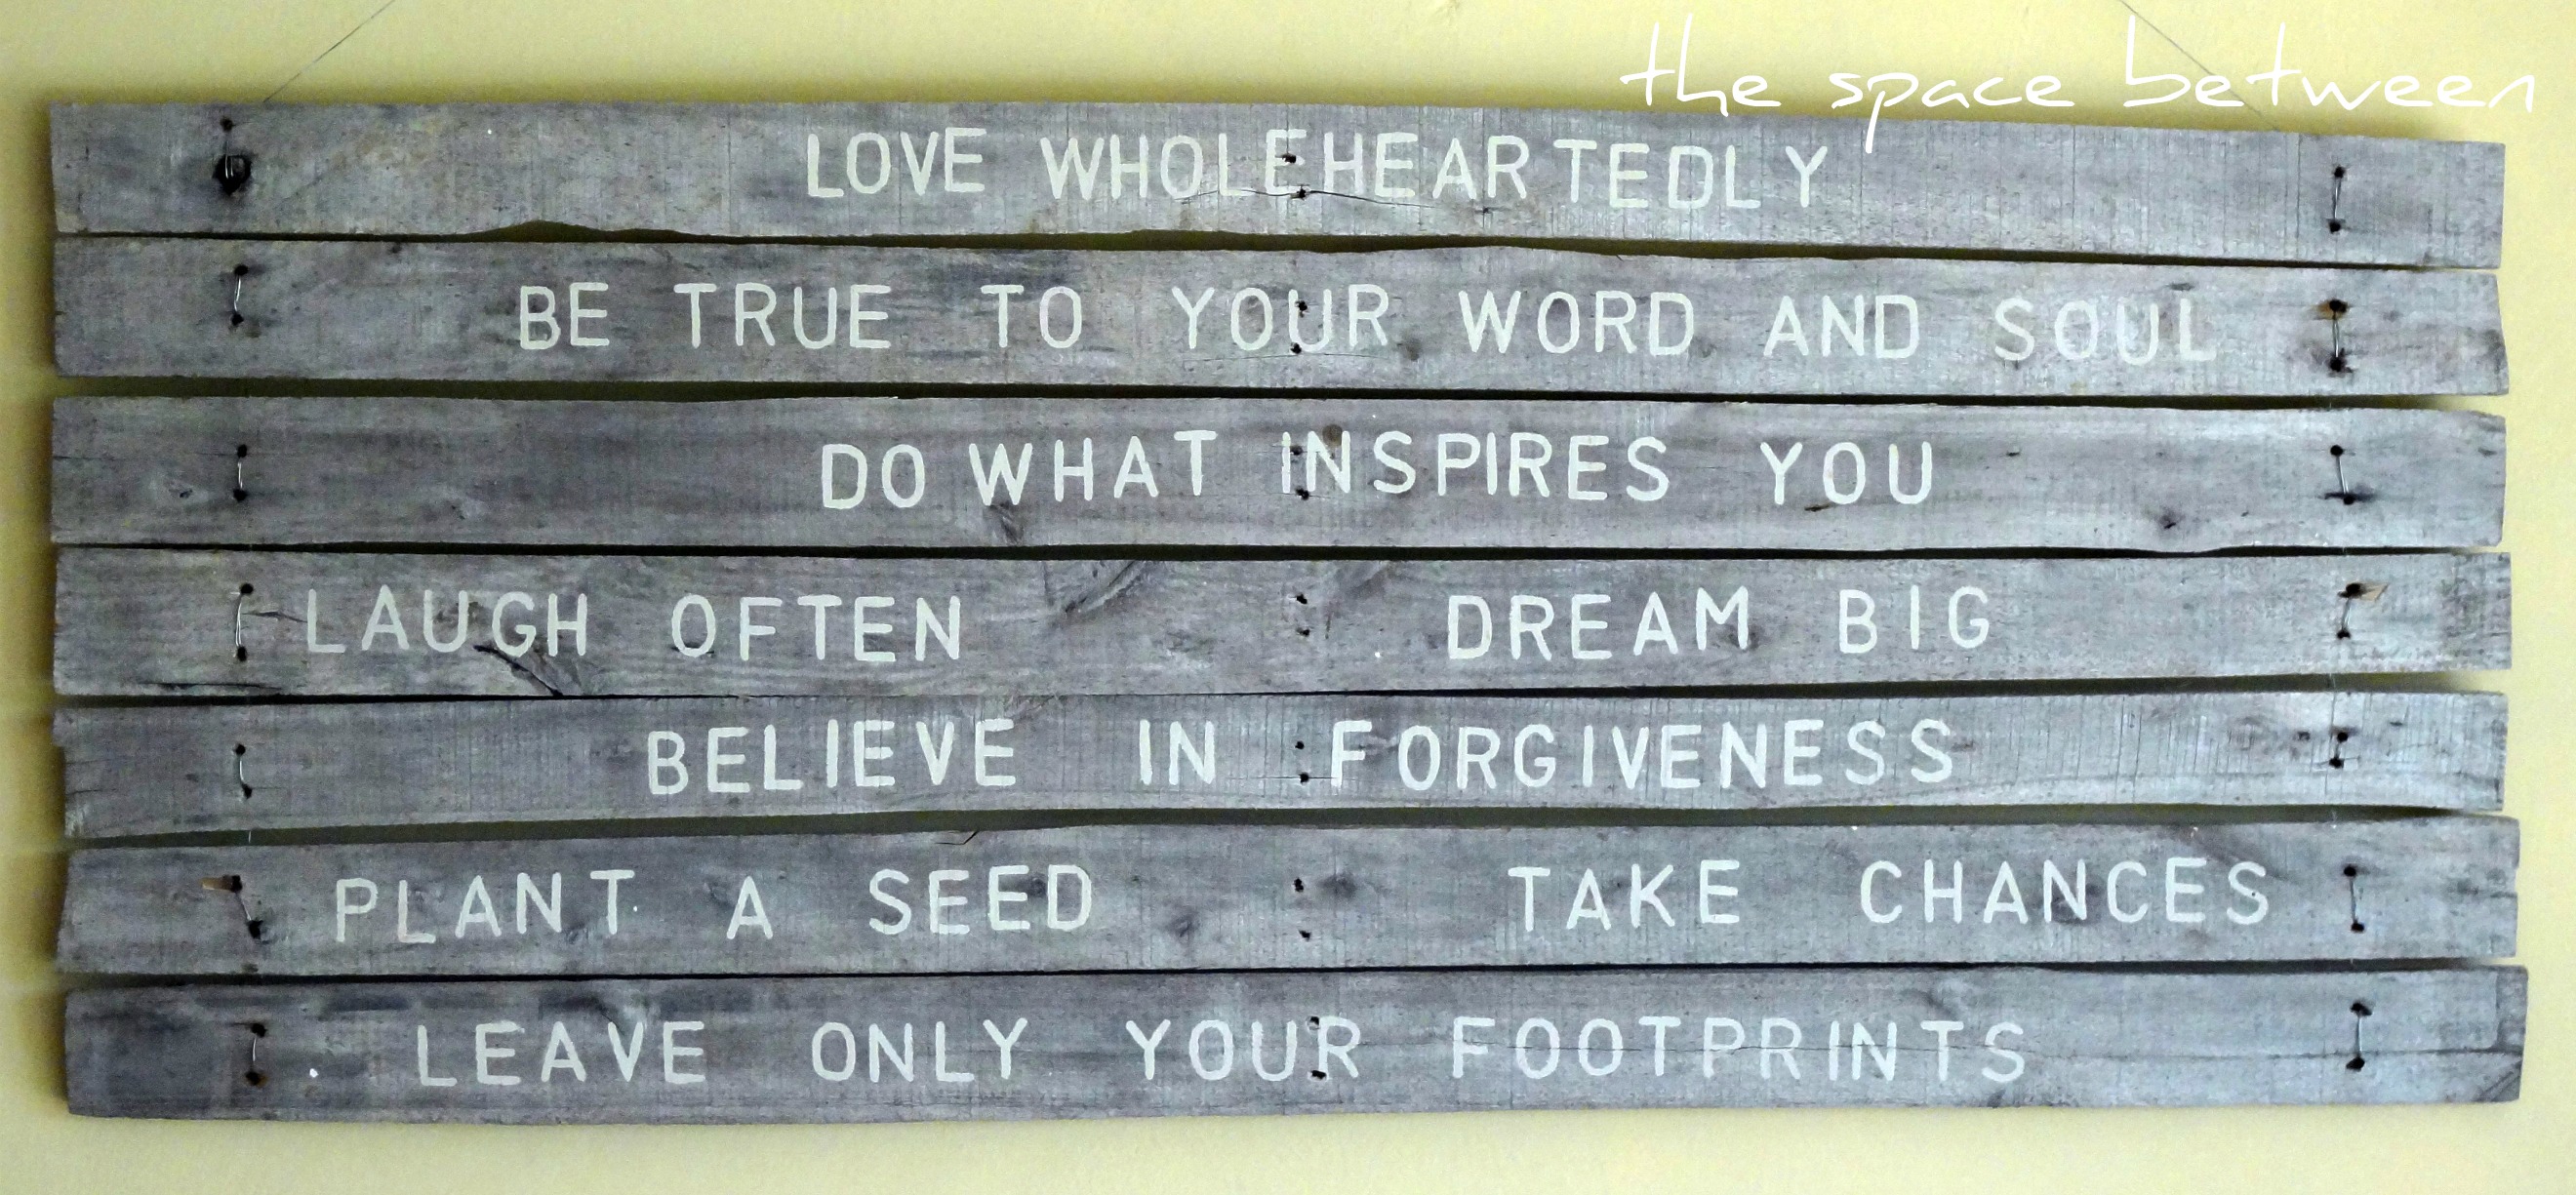 the space between
LOVE WHOLEHEARTEDLY
BE TRUE TO YOUR WORD AND SOUL
DO WHAT INSPIRES YOU
LAUGH OFTEN DREAM BIG
BELIEVE IN FORGIVENESS
PLANT A SEED TAKE CHANCES
LEAVE ONLY YOUR FOOTPRINTS